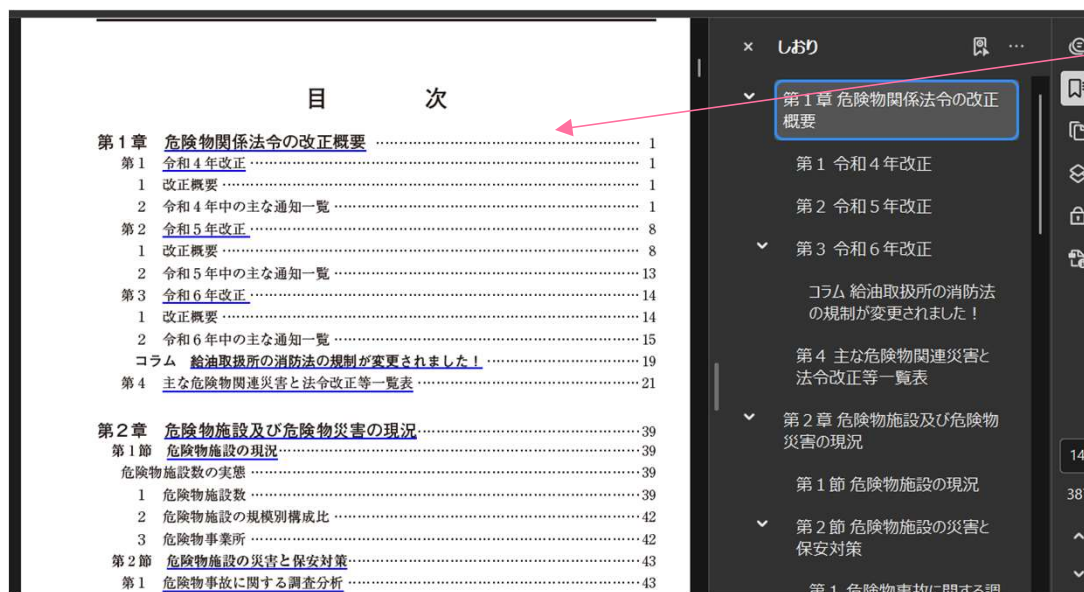 目 次
第1章 危険物関係法令の改正概要 …… 1
第1 令和4年改正 …… 1
1 改正概要 …… 1
2 令和4年中の主な通知一覧 …… 1
第2 令和5年改正 …… 8
1 改正概要 …… 8
2 令和5年中の主な通知一覧 …… 13
第3 令和6年改正 …… 14
1 改正概要 …… 14
2 令和6年中の主な通知一覧 …… 15
コラム 給油取扱所の消防法の規制が変更されました！ …… 19
第4 主な危険物関連災害と法令改正等一覧表 …… 21
第2章 危険物施設及び危険物災害の現況 …… 39
第1節 危険物施設の現況 …… 39
危険物施設数の実態 …… 39
1 危険物施設数 …… 39
2 危険物施設の規模別構成比 …… 42
3 危険物事業所 …… 42
第2節 危険物施設の災害と保安対策 …… 43
第1 危険物事故に関する調査分析 …… 43
× しおり …
第1章 危険物関係法令の改正
概要
第1 令和4年改正
第2 令和5年改正
第3 令和6年改正
コラム 給油取扱所の消防法
の規制が変更されました！
第4 主な危険物関連災害と
法令改正等一覧表
第2章 危険物施設及び危険物
災害の現況
第1節 危険物施設の現況
第2節 危険物施設の災害と
保安対策
第1 危険物事故に関する調
14